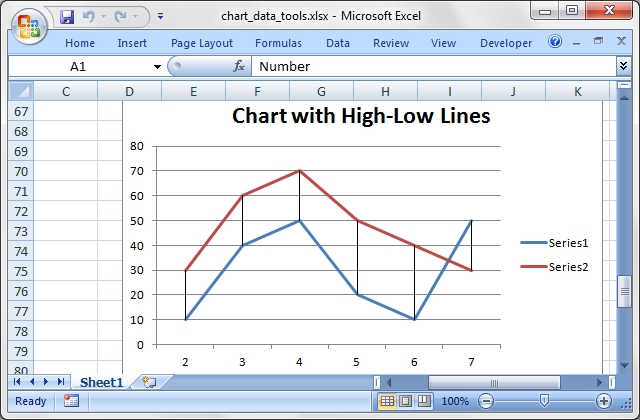 chart_data_tools.xlsx - Microsoft Excel
Home Insert Page Layout Formulas Data Review View Developer
A1 fx Number
C D E F G H I J K
67
68
69
70
71
72
73
74
75
76
77
78
79
80
Chart with High-Low Lines
80
70
60
50
40
30
20
10
0
2 3 4 5 6 7
Series1
Series2
Sheet1
Ready 100%